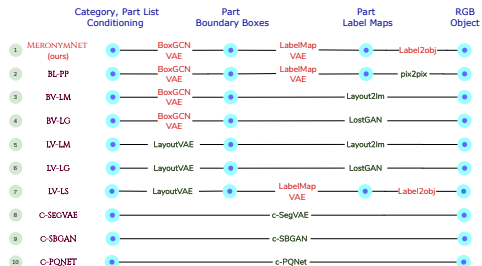 Category, Part List Part Part RGB
Conditioning Boundary Boxes Label Maps Object
1 MERONYMNET BoxGCN LabelMap Label2obj
(ours) VAE VAE
2 BL-PP BoxGCN LabelMap pix2pix
VAE VAE
3 BV-LM BoxGCN Layout2Im
VAE
4 BV-LG BoxGCN LostGAN
VAE
5 LV-LM LayoutVAE Layout2Im
6 LV-LG LayoutVAE LostGAN
7 LV-LS LayoutVAE LabelMap Label2obj
VAE
8 c-SEGVAE c-SegVAE
9 c-SBGAN c-SBGAN
10 c-PQNET c-PQNet